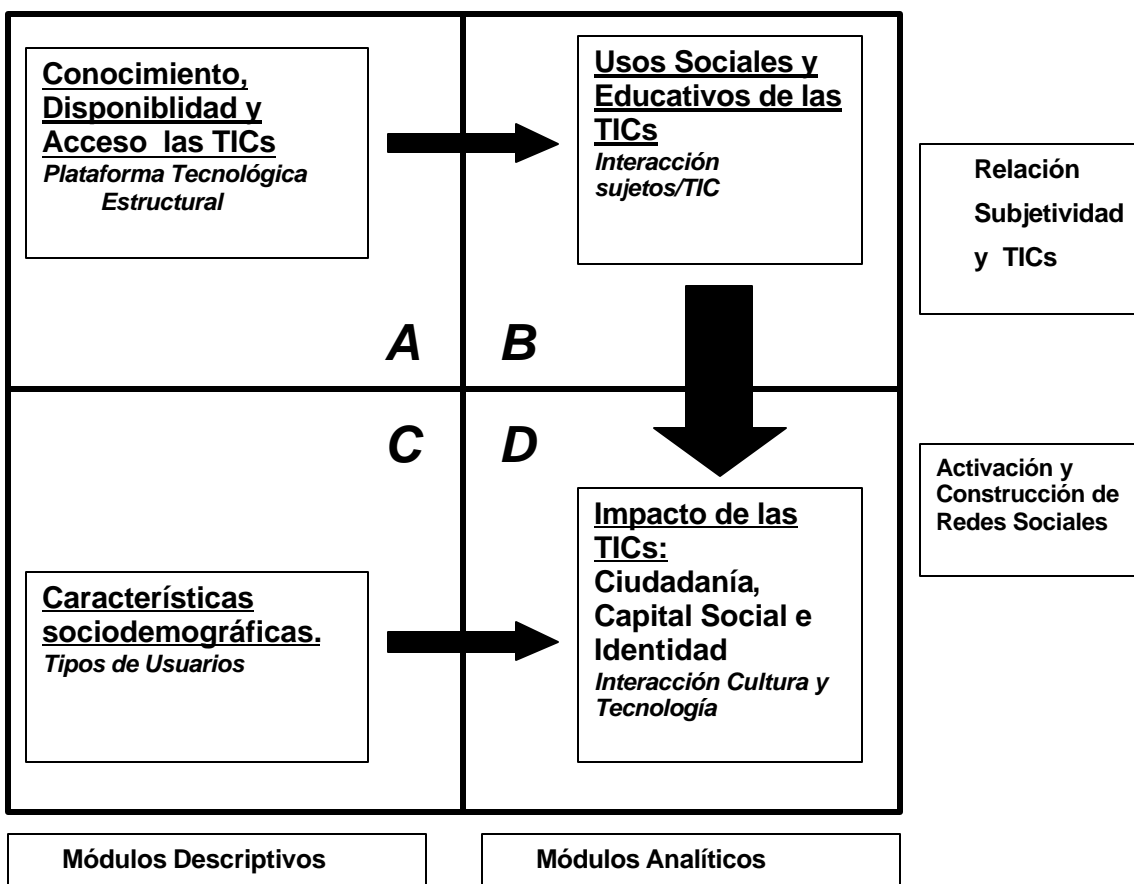 Conocimiento,
Disponiblidad y
Acceso las TICs
Plataforma Tecnológica
Estructural
Usos Sociales y
Educativos de las
TICs
Interacción
sujetos/TIC
Relación
Subjetividad
y TICs
A
B
C
D
Activación y
Construcción de
Redes Sociales
Características
sociodemográficas.
Tipos de Usuarios
Impacto de las
TICs:
Ciudadanía,
Capital Social e
Identidad
Interacción Cultura y
Tecnología
Módulos Descriptivos
Módulos Analíticos